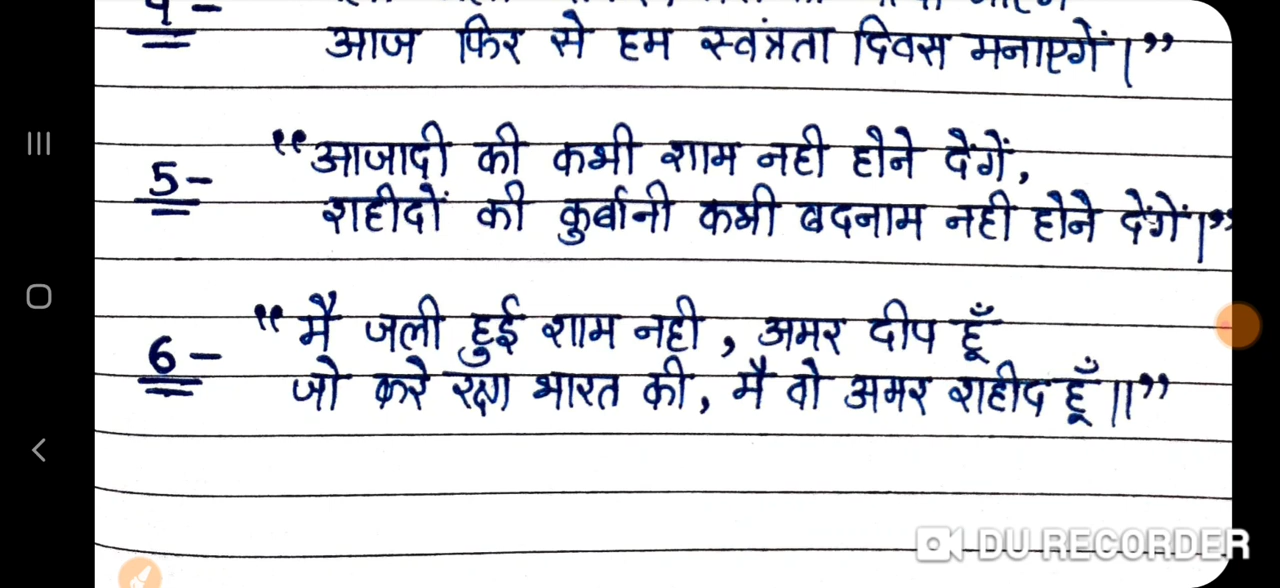 4-
आज फिर से हम स्वंत्रता दिवस मनाएगें।”
5- “आजादी की कभी शाम नही होने देंगें,
शहीदों की कुर्बानी कभी बदनाम नही होने देंगें।”
6- “मै जली हुई शाम नही, अमर दीप हूँ
जो करे रक्षा भारत की, मै वो अमर शहीद हूँ॥”
DU RECORDER